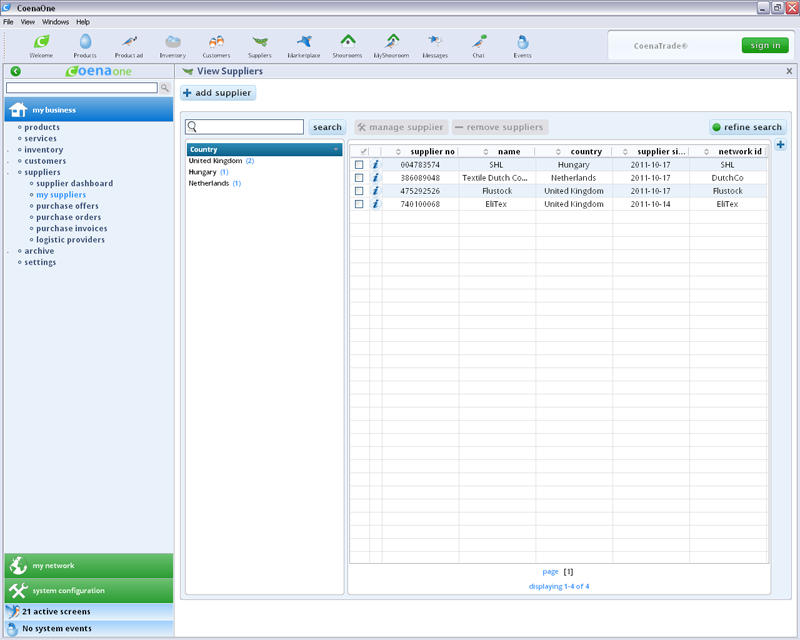 CoenaOne
File View Windows Help
Welcome Products Product ad Inventory Customers Suppliers Marketplace Showrooms MyShowroom Messages Chat Events
CoenaTrade® sign in
Coenaone
View Suppliers X
add supplier
my business
products
services
inventory
customers
suppliers
supplier dashboard
my suppliers
purchase offers
purchase orders
purchase invoices
logistic providers
archive
settings
search manage supplier remove suppliers refine search
Country
United Kingdom (2)
Hungary (1)
Netherlands (1)
supplier no name country supplier si... network id
004783574 SHL Hungary 2011-10-17 SHL
386089048 Textile Dutch Co... Netherlands 2011-10-17 DutchCo
475292526 Flustock United Kingdom 2011-10-17 Flustock
740100068 EliTex United Kingdom 2011-10-14 EliTex
page [1]
displaying 1-4 of 4
my network
system configuration
21 active screens
No system events